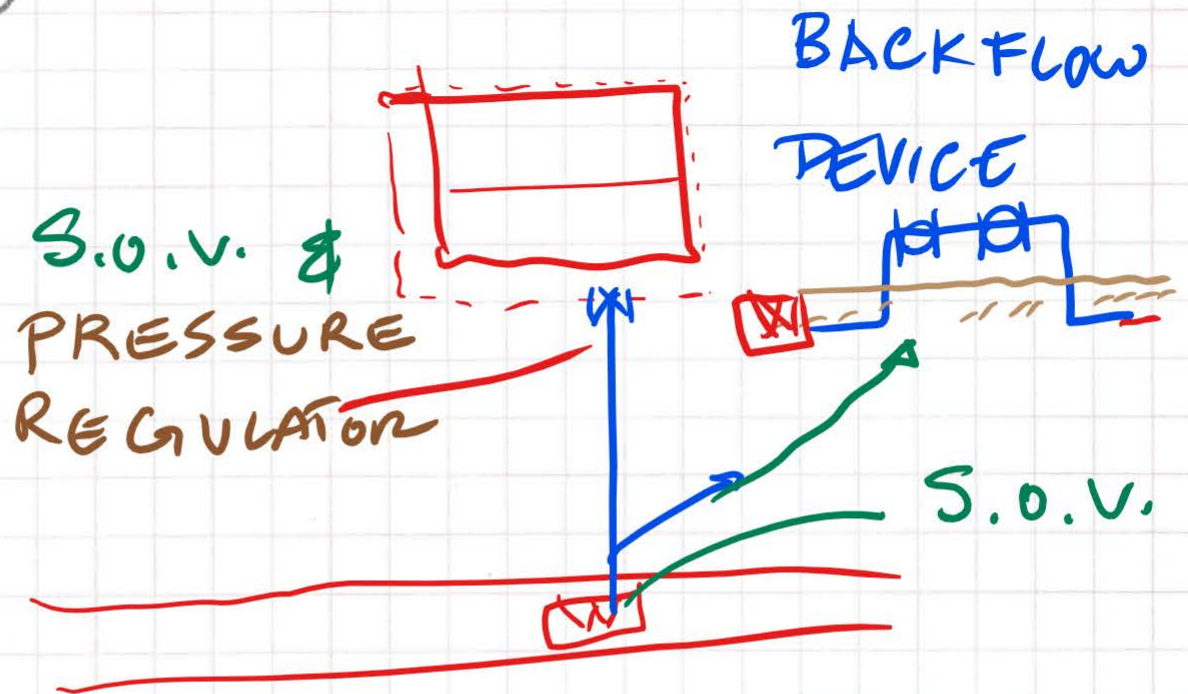 BACKFLOW
DEVICE
S.O.V. &
PRESSURE
REGULATOR
S.O.V.
W